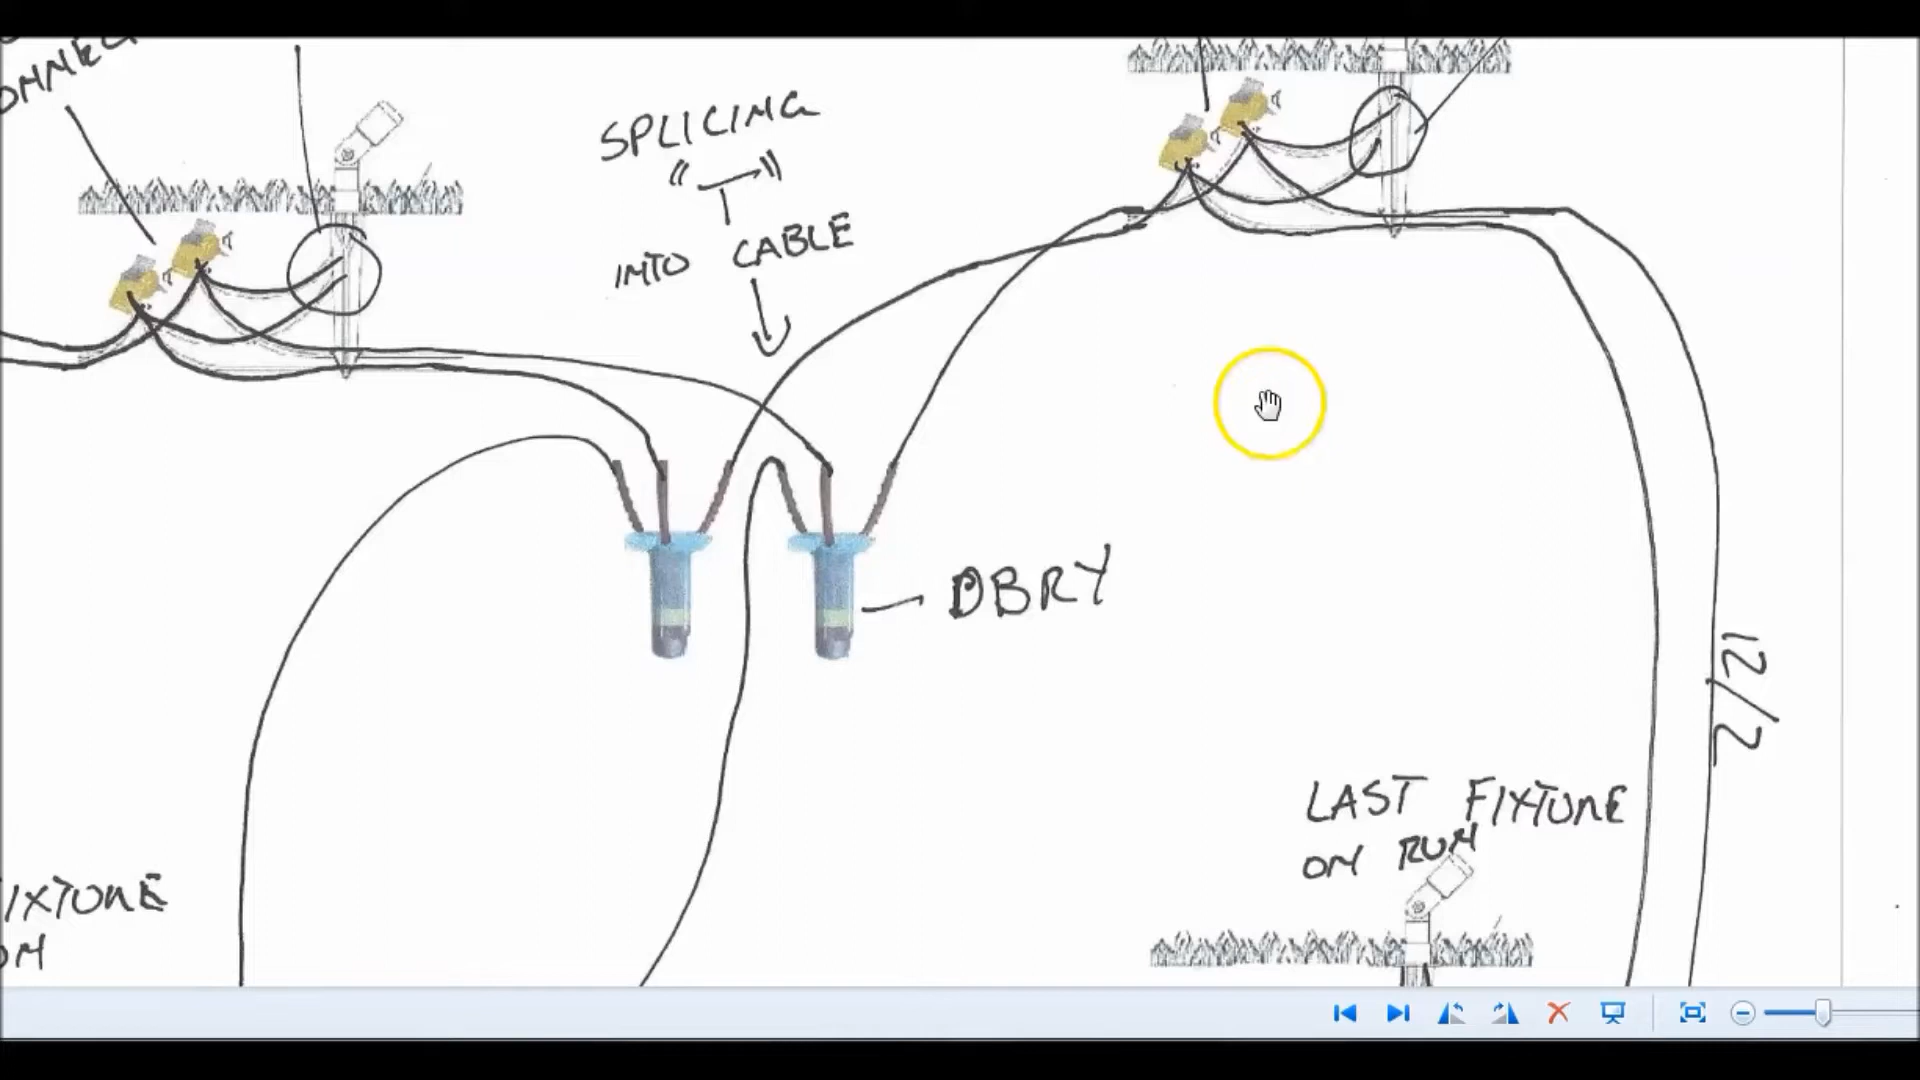 SPLICING
"T"
INTO CABLE
DBRY
12/2
LAST FIXTURE
ON RUN